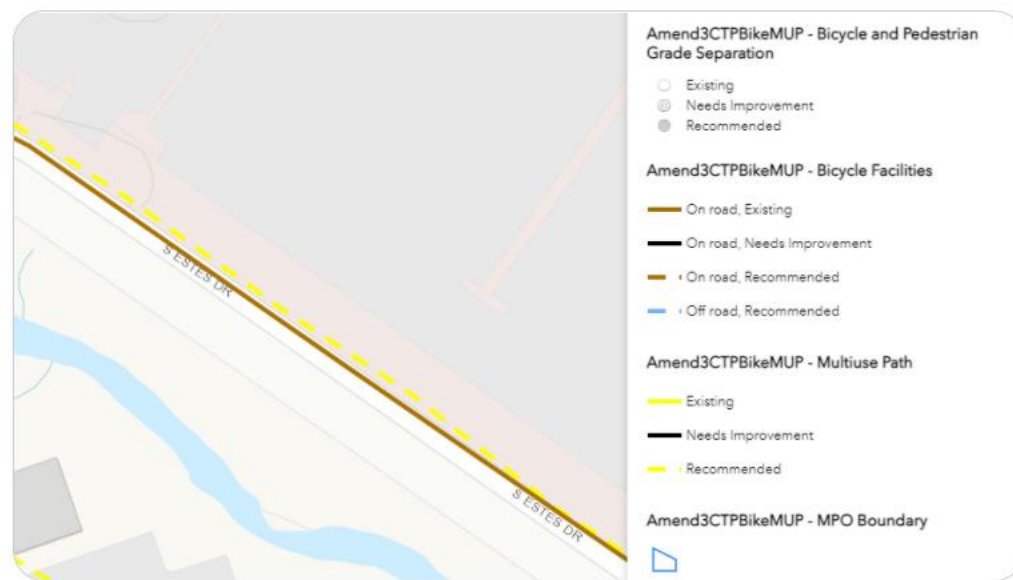 S ESTES DR
S ESTES DR
Amend3CTPBikeMUP - Bicycle and Pedestrian
Grade Separation
Existing
Needs Improvement
Recommended
Amend3CTPBikeMUP - Bicycle Facilities
On road, Existing
On road, Needs Improvement
On road, Recommended
Off road, Recommended
Amend3CTPBikeMUP - Multiuse Path
Existing
Needs Improvement
Recommended
Amend3CTPBikeMUP - MPO Boundary